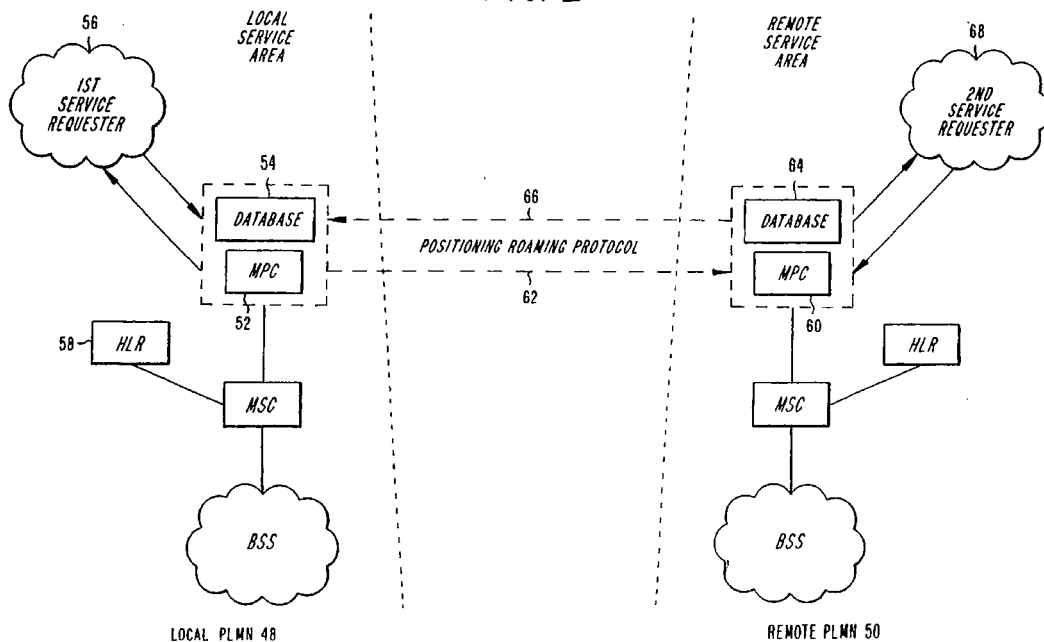 56
LOCAL
SERVICE
AREA
REMOTE
SERVICE
AREA
68
1ST
SERVICE
REQUESTER
2ND
SERVICE
REQUESTER
54
DATABASE
MPC
52
66
POSITIONING ROAMING PROTOCOL
62
64
DATABASE
MPC
60
58
HLR
MSC
BSS
HLR
MSC
BSS
LOCAL PLMN 48
REMOTE PLMN 50